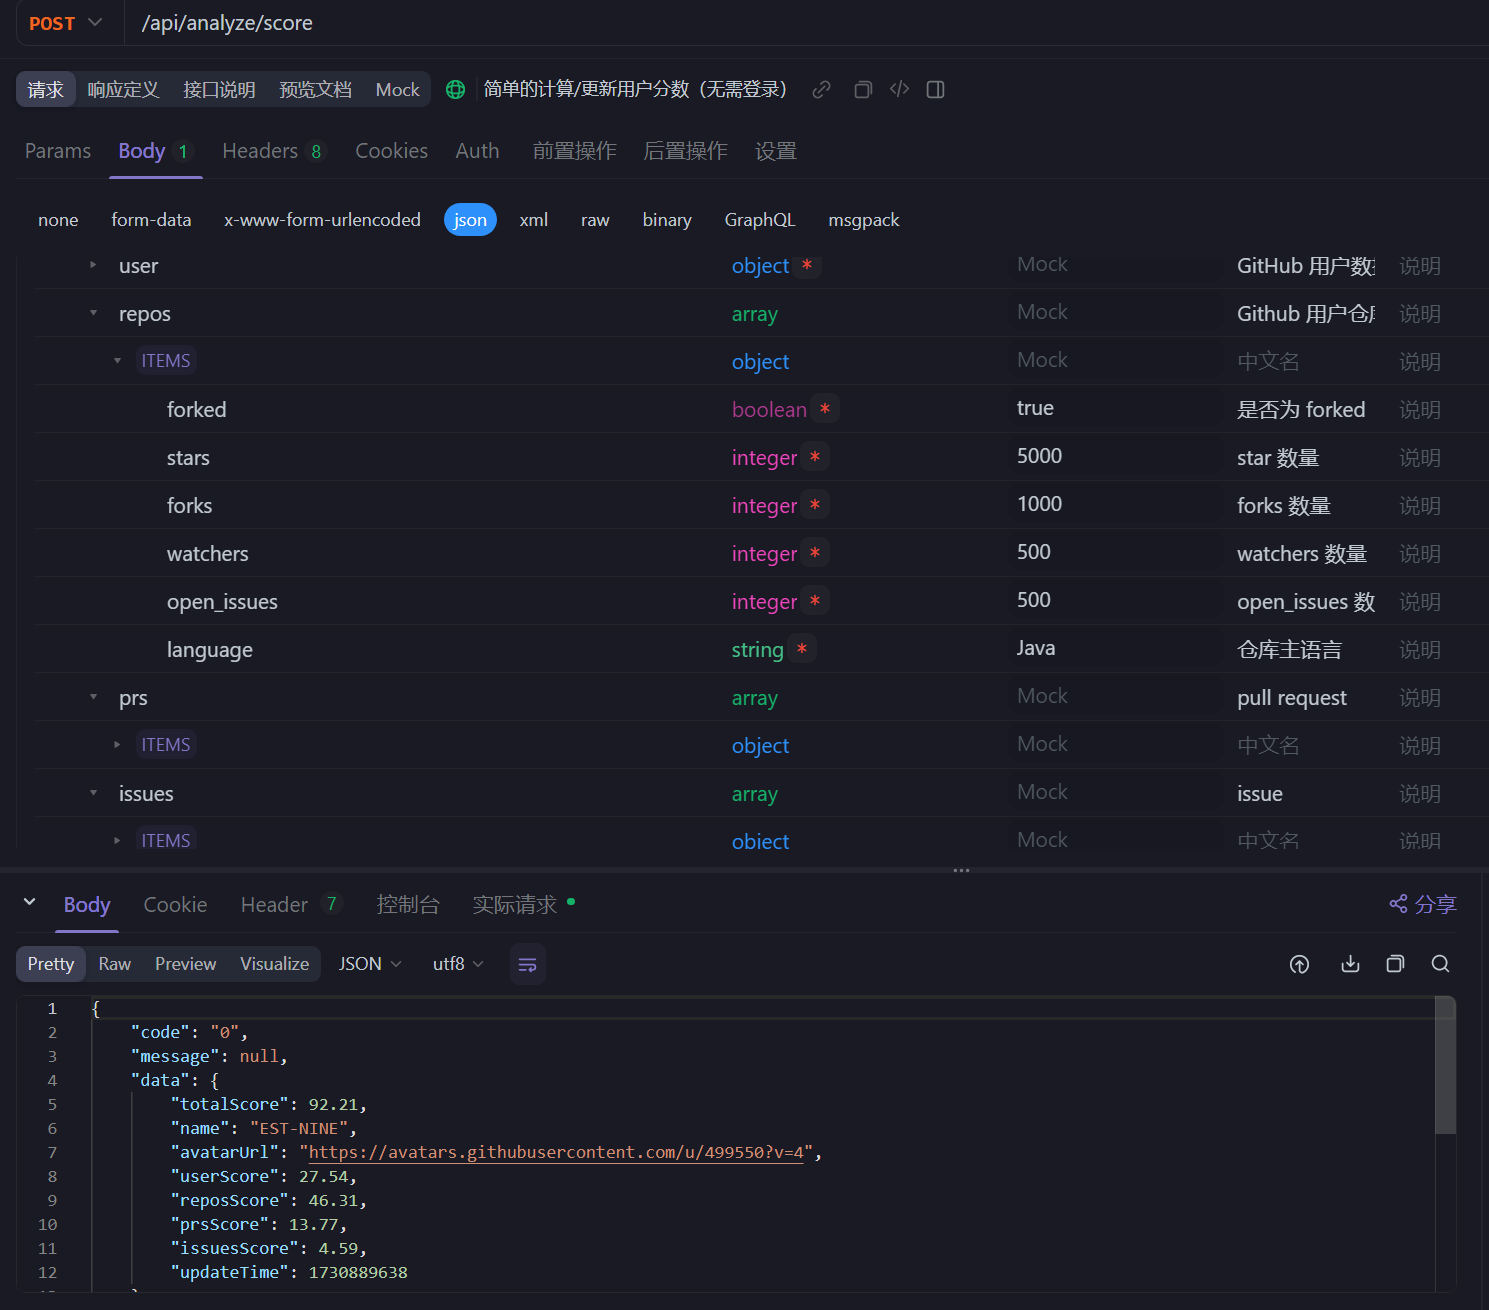 POST /api/analyze/score
请求 响应定义 接口说明 预览文档 Mock 简单的计算/更新用户分数（无需登录）
Params Body 1 Headers 8 Cookies Auth 前置操作 后置操作 设置
none form-data x-www-form-urlencoded json xml raw binary GraphQL msgpack
user object * Mock GitHub 用户数 说明
repos array Mock Github 用户仓 说明
ITEMS object Mock 中文名 说明
forked boolean * true 是否为 forked 说明
stars integer * 5000 star 数量 说明
forks integer * 1000 forks 数量 说明
watchers integer * 500 watchers 数量 说明
open_issues integer * 500 open_issues 数 说明
language string * Java 仓库主语言 说明
prs array Mock pull request 说明
ITEMS object Mock 中文名 说明
issues array Mock issue 说明
ITEMS object Mock 中文名 说明
Body Cookie Header 7 控制台 实际请求 分享
Pretty Raw Preview Visualize JSON utf8
1 {
2 "code": "0",
3 "message": null,
4 "data": {
5 "totalScore": 92.21,
6 "name": "EST-NINE",
7 "avatarUrl": "https://avatars.githubusercontent.com/u/499550?v=4",
8 "userScore": 27.54,
9 "reposScore": 46.31,
10 "prsScore": 13.77,
11 "issuesScore": 4.59,
12 "updateTime": 1730889638